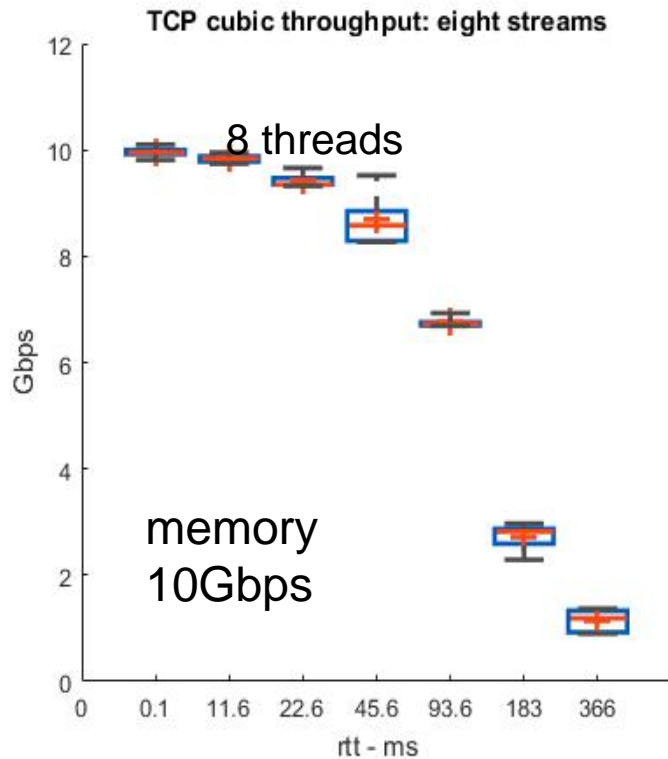 TCP cubic throughput: eight streams
12
10
8
6
4
2
0
Gbps
8 threads
memory
10Gbps
0 0.1 11.6 22.6 45.6 93.6 183 366
rtt - ms